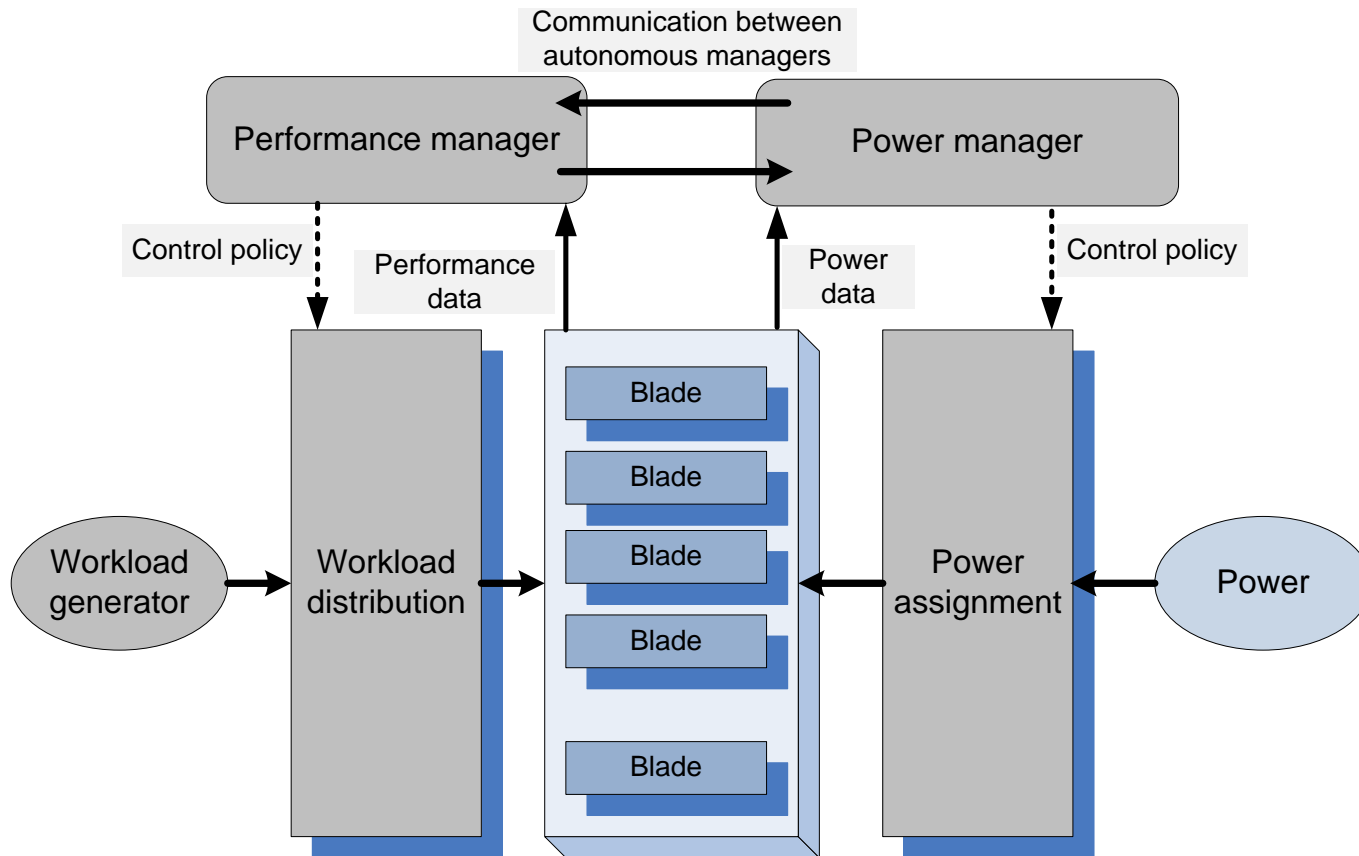 Communication between
autonomous managers
Performance manager
Power manager
Control policy
Performance
data
Power
data
Control policy
Blade
Blade
Blade
Blade
Blade
Workload
generator
Workload
distribution
Power
assignment
Power